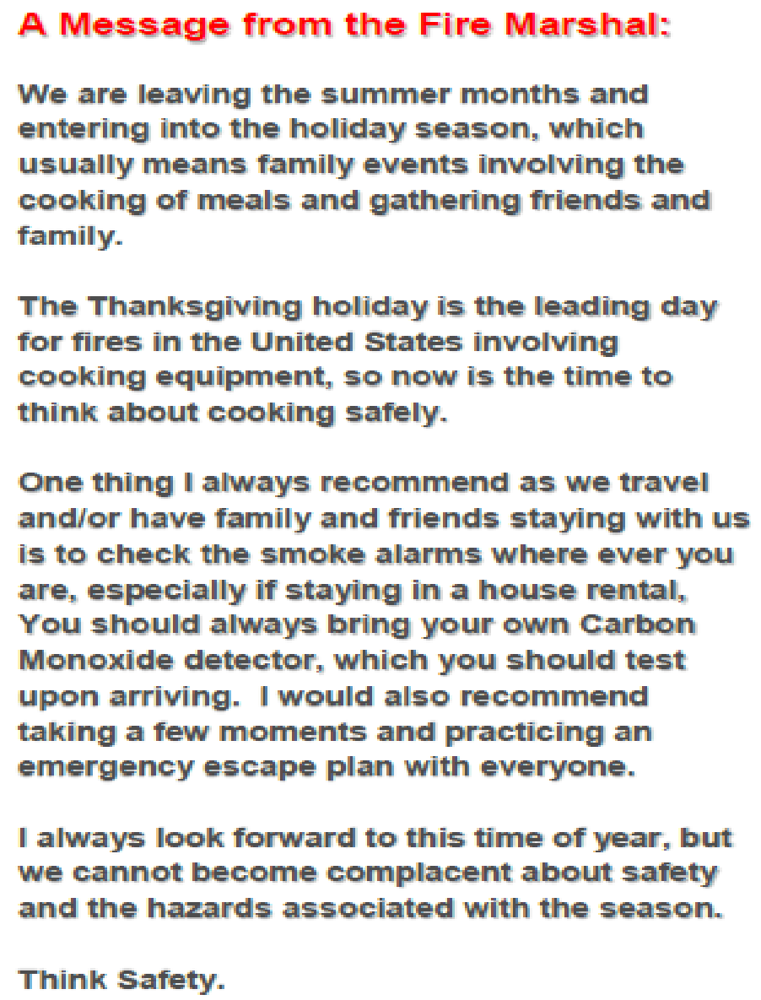 A Message from the Fire Marshal:
We are leaving the summer months and
entering into the holiday season, which
usually means family events involving the
cooking of meals and gathering friends and
family.
The Thanksgiving holiday is the leading day
for fires in the United States involving
cooking equipment, so now is the time to
think about cooking safely.
One thing I always recommend as we travel
and/or have family and friends staying with us
is to check the smoke alarms where ever you
are, especially if staying in a house rental,
You should always bring your own Carbon
Monoxide detector, which you should test
upon arriving.  I would also recommend
taking a few moments and practicing an
emergency escape plan with everyone.
I always look forward to this time of year, but
we cannot become complacent about safety
and the hazards associated with the season.
Think Safety.